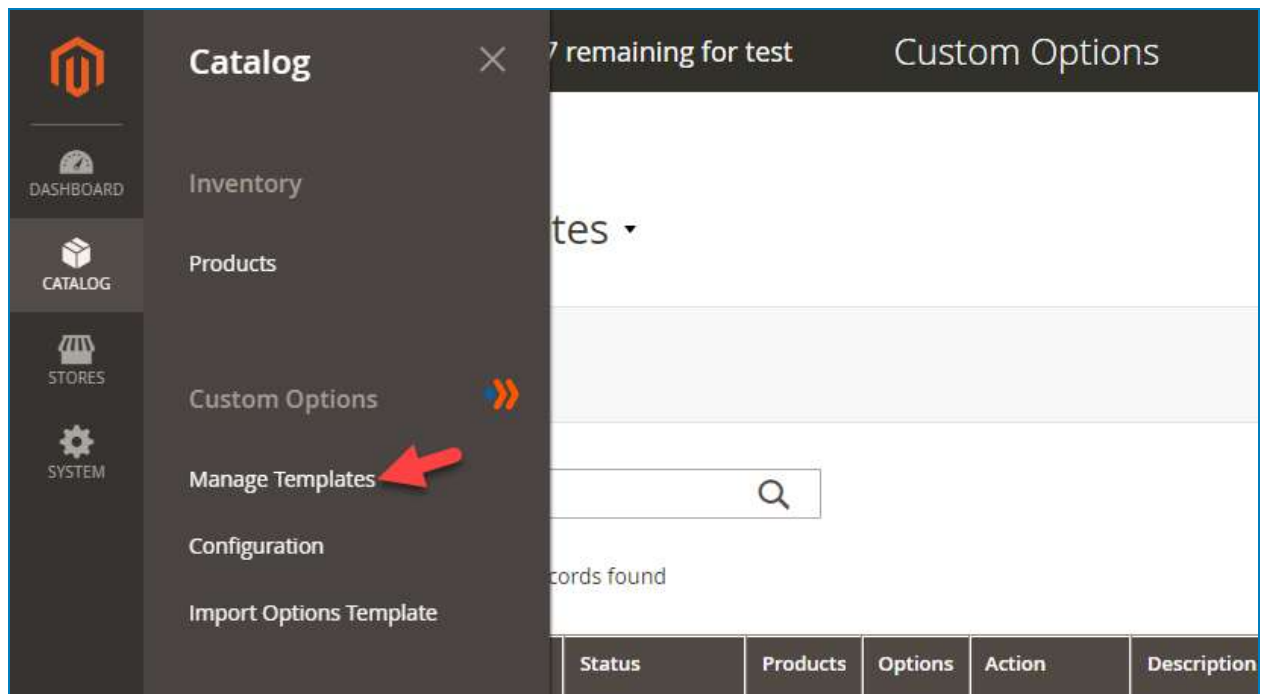 Catalog
7 remaining for test
Custom Options
DASHBOARD
Inventory
tes
CATALOG
Products
STORES
Custom Options
SYSTEM
Manage Templates
Configuration
cords found
Import Options Template
Status Products Options Action Description